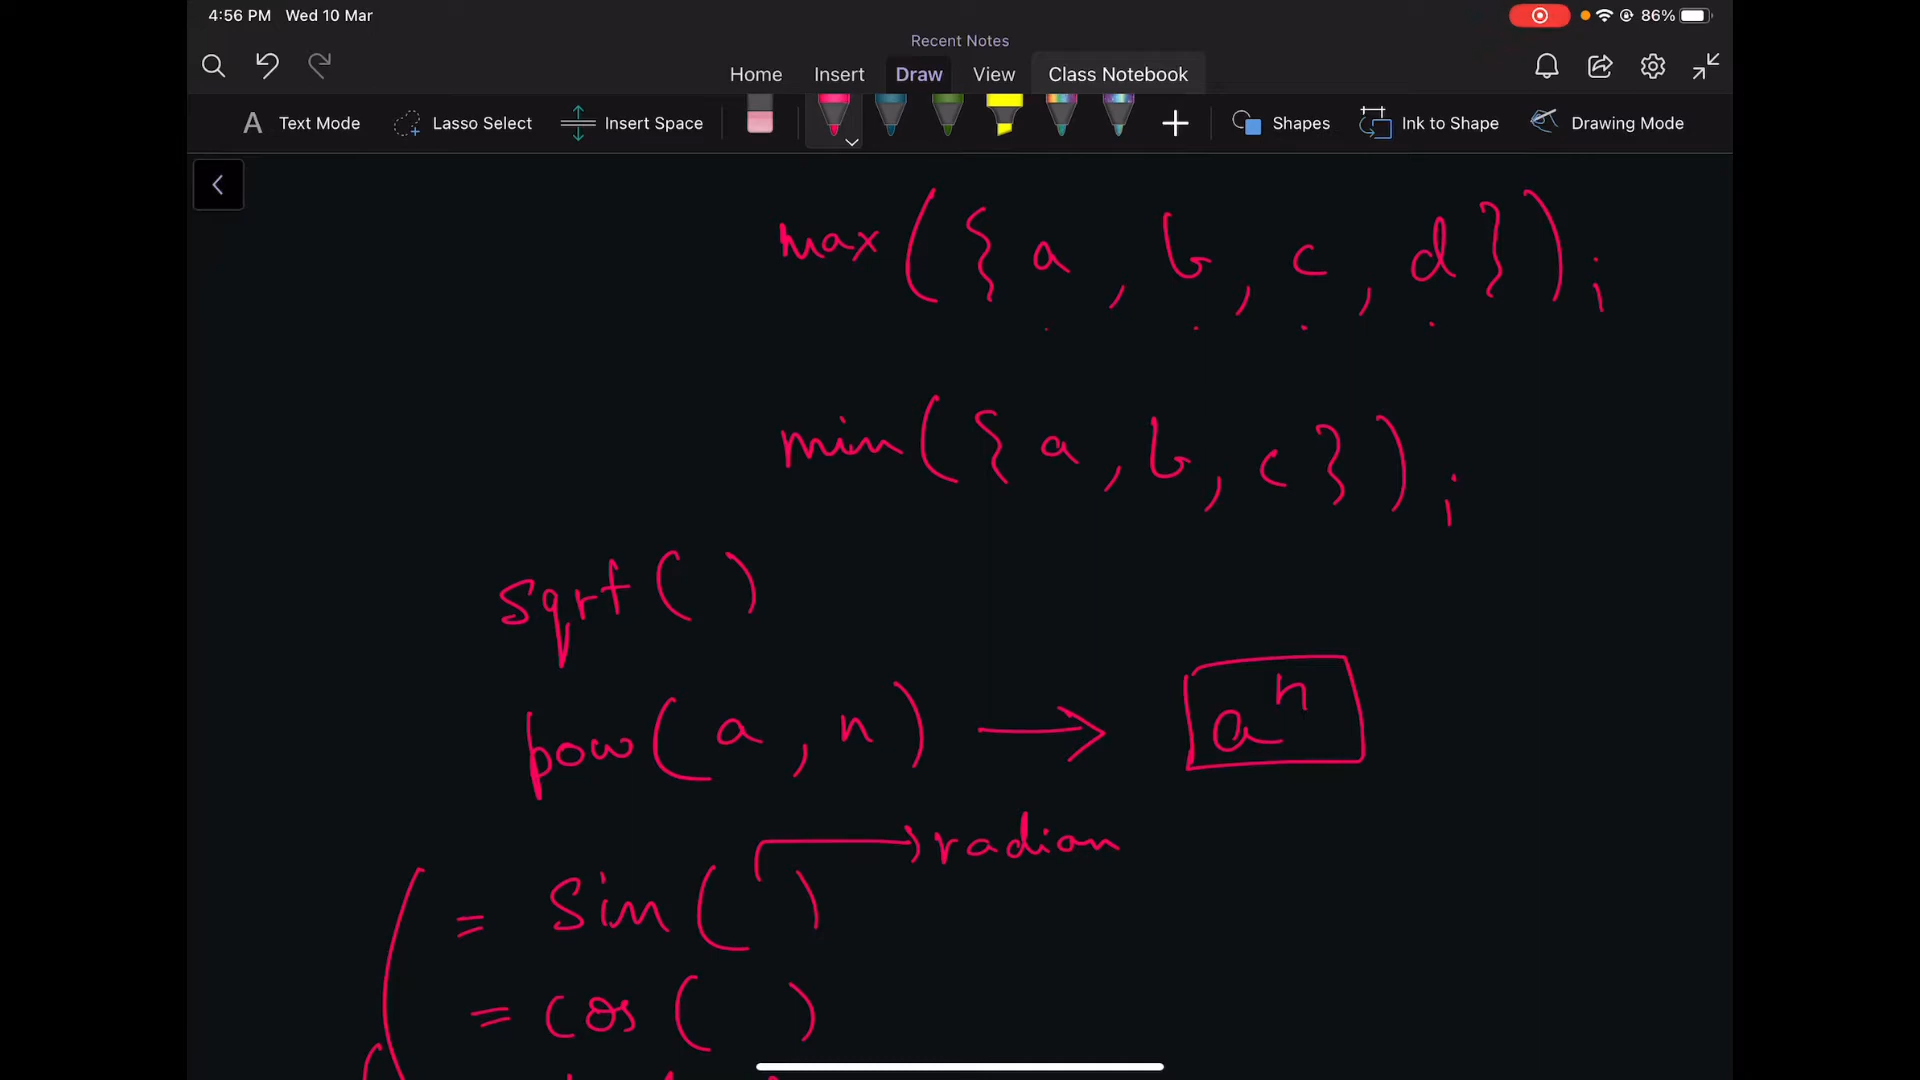 4:56 PM Wed 10 Mar 86%
Recent Notes
Home Insert Draw View Class Notebook
A Text Mode Lasso Select Insert Space Shapes Ink to Shape Drawing Mode
max({a, b, c, d});
min({a, b, c});
sqrt( )
pow(a, n) → aⁿ
→ radian
= Sin( )
= cos( )